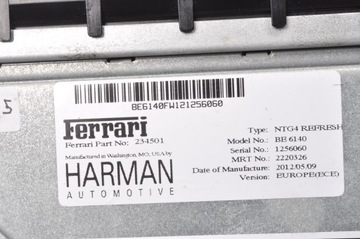 BE6140FW121256060
5
Ferrari
Ferrari Part No: 234501
Manufactured in Washington, MO, USA by
HARMAN
AUTOMOTIVE
Type: NTG4 REFRESH
Model No.: BE 6140
Serial No.: 1256060
MRT No.: 2220326
Date of Manufacture: 2012/05/09
Version: EUROPE(ECE)